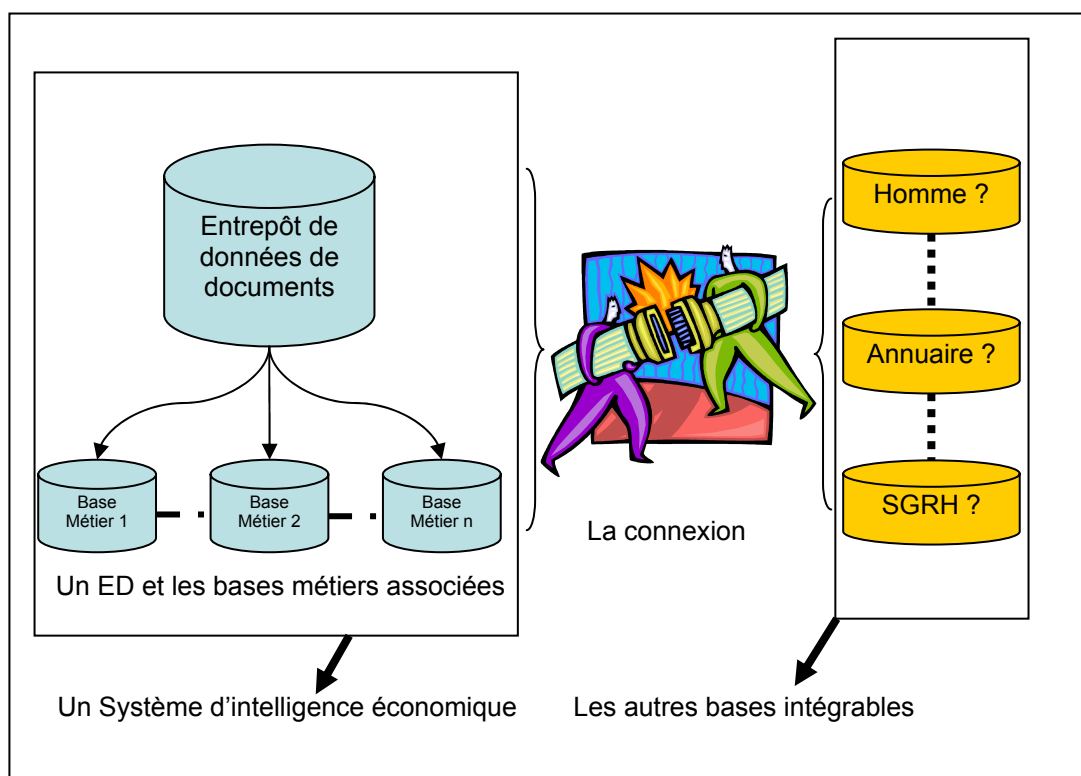 Entrepôt de
données de
documents
Base
Métier 1
Base
Métier 2
Base
Métier n
Un ED et les bases métiers associées
La connexion
Homme ?
Annuaire ?
SGRH ?
Un Système d’intelligence économique
Les autres bases intégrables